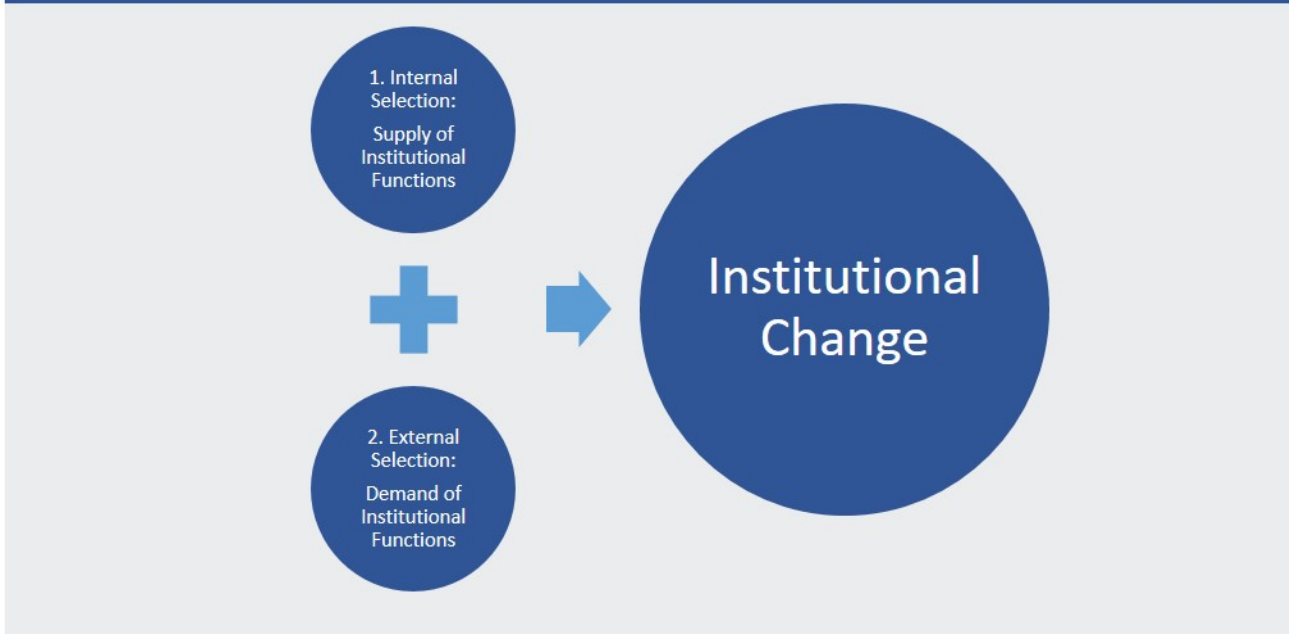 1. Internal
Selection:
Supply of
Institutional
Functions
2. External
Selection:
Demand of
Institutional
Functions
Institutional
Change